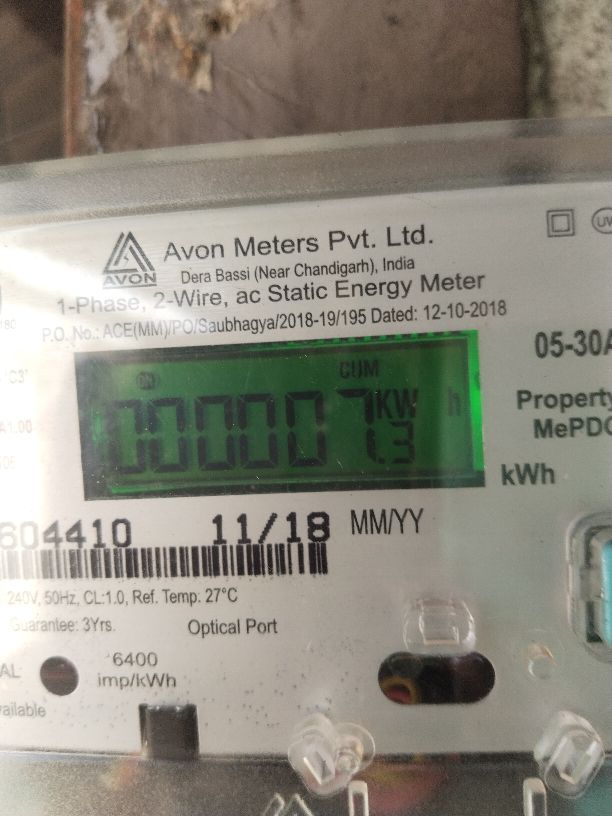 Avon Meters Pvt. Ltd.
AVON
Dera Bassi (Near Chandigarh), India
1-Phase, 2-Wire, ac Static Energy Meter
P.O. No.: ACE(MM)/PO/Saubhagya/2018-19/195 Dated: 12-10-2018
05-30A
ON CUM
000007.3 KW h
Property
MePDC
kWh
604410 11/18 MM/YY
240V, 50Hz, CL:1.0, Ref. Temp: 27°C
Guarantee: 3Yrs. Optical Port
6400
imp/kWh